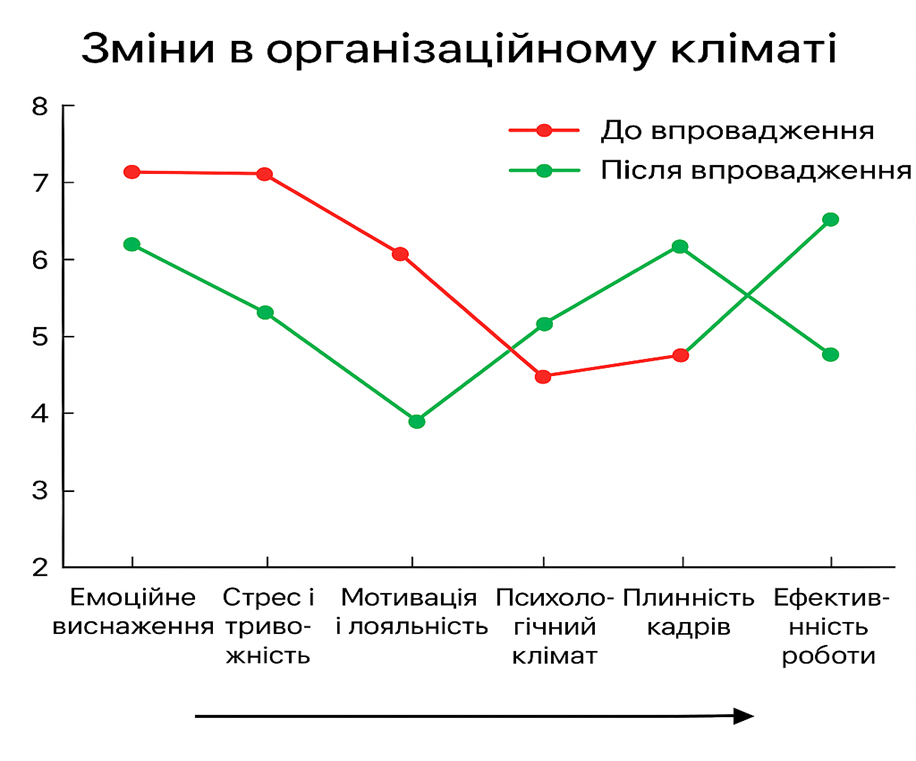 Зміни в організаційному кліматі
8
7
6
5
4
3
2
До впровадження
Після впровадження
Емоційне
виснаження
Стрес і
триво-
жність
Мотивація
і лояльність
Психоло-
гічний
клімат
Плинність
кадрів
Ефектив-
нність
роботи